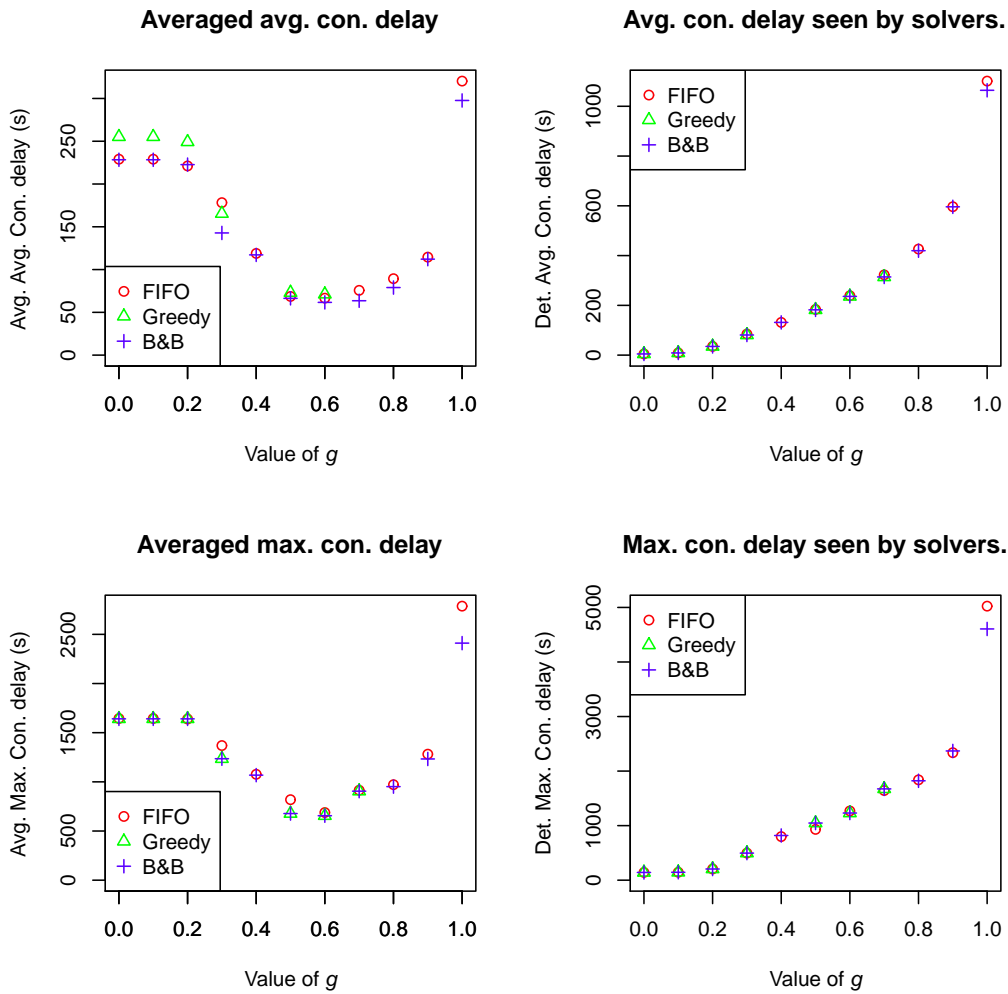 Averaged avg. con. delay
Avg. Avg. Con. delay (s)
0 50 150 250
FIFO
Greedy
B&B
0.0 0.2 0.4 0.6 0.8 1.0
Value of g
Avg. con. delay seen by solvers.
Det. Avg. Con. delay (s)
0 200 600 1000
FIFO
Greedy
B&B
0.0 0.2 0.4 0.6 0.8 1.0
Value of g
Averaged max. con. delay
Avg. Max. Con. delay (s)
0 500 1500 2500
FIFO
Greedy
B&B
0.0 0.2 0.4 0.6 0.8 1.0
Value of g
Max. con. delay seen by solvers.
Det. Max. Con. delay (s)
0 1000 3000 5000
FIFO
Greedy
B&B
0.0 0.2 0.4 0.6 0.8 1.0
Value of g